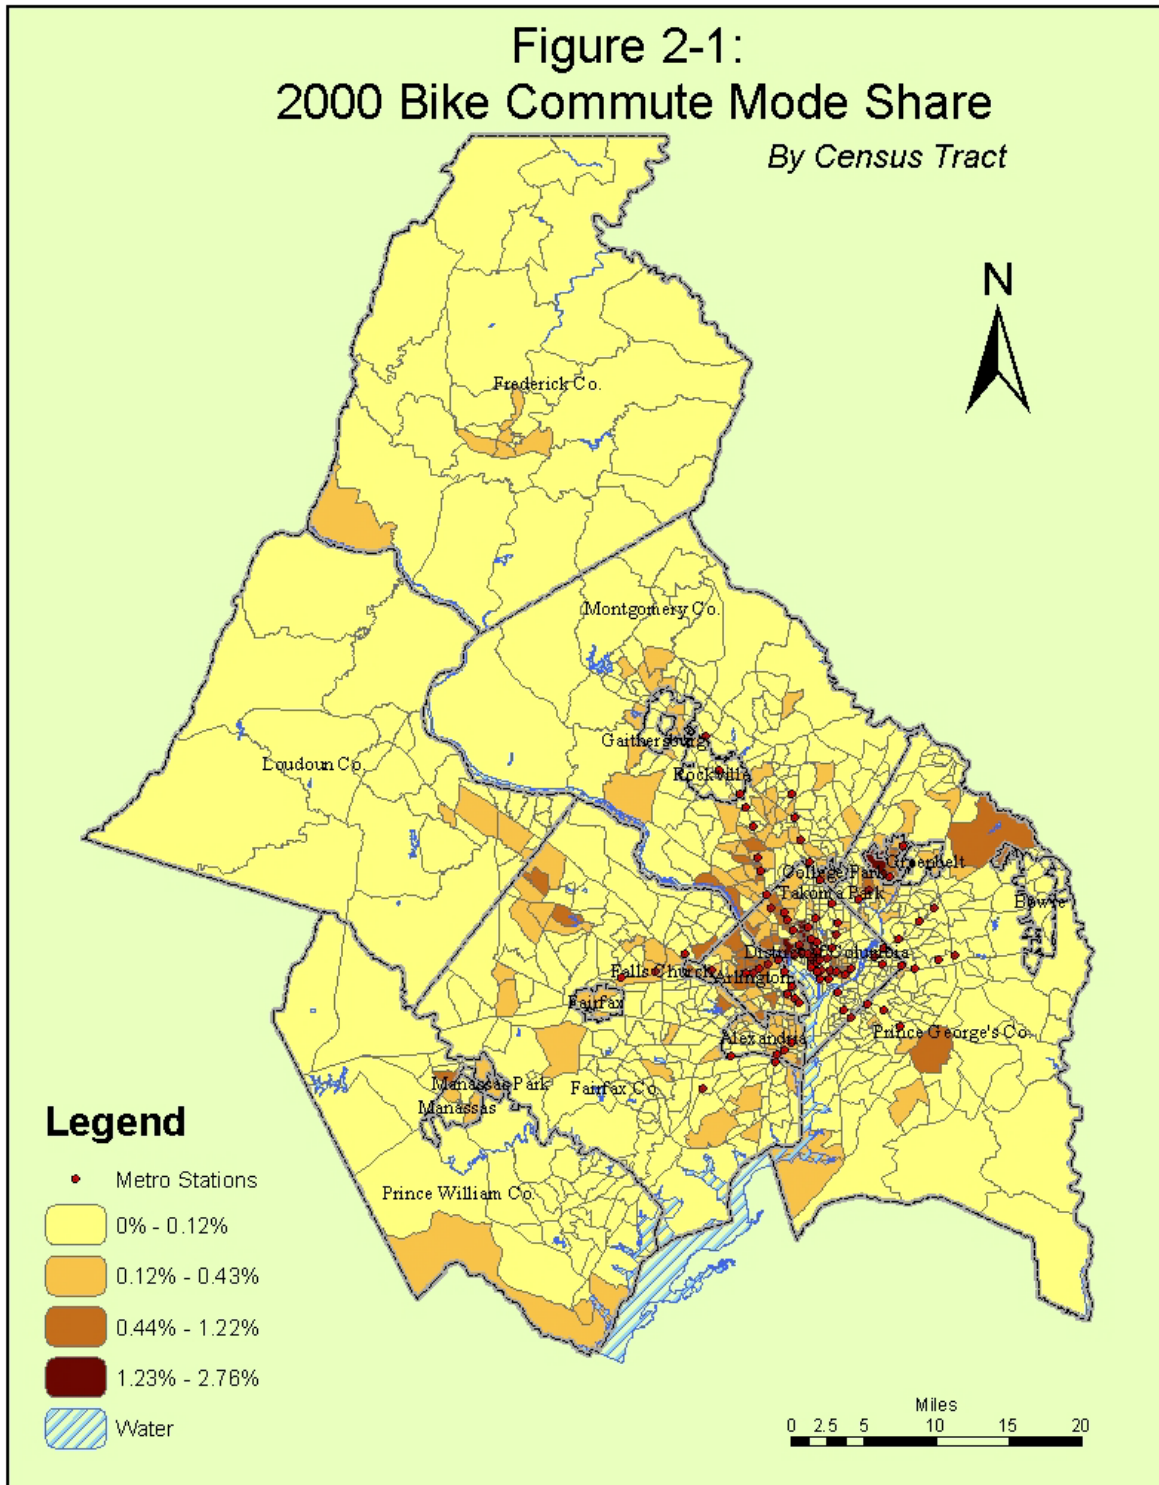 Figure 2-1:
2000 Bike Commute Mode Share
By Census Tract
N
Frederick Co.
Montgomery Co.
Gaithersburg
Loudoun Co.
Rockville
Greenbelt
College Park
Takoma Park
Bowie
District of Columbia
Falls Church
Arlington
Fairfax
Prince George's Co.
Alexandria
Manassas Park
Fairfax Co.
Manassas
Prince William Co.
Legend
Metro Stations
0% - 0.12%
0.12% - 0.43%
0.44% - 1.22%
1.23% - 2.76%
Water
Miles
0 2.5 5 10 15 20